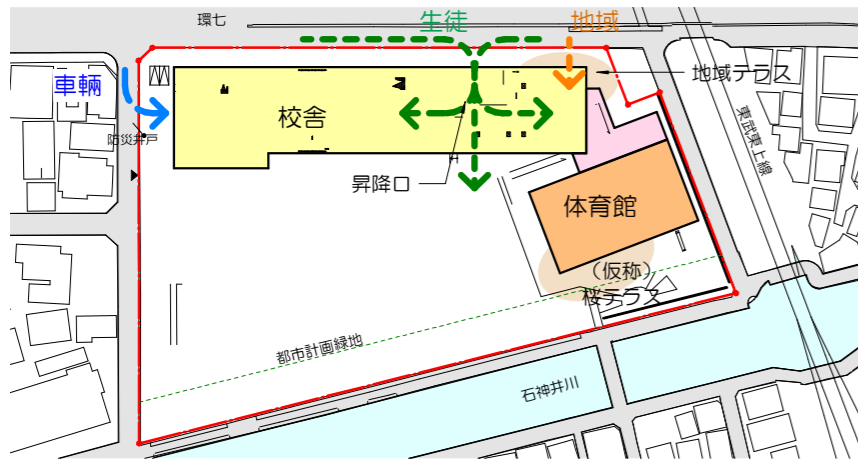 環七
生徒
地域
車輌
地域テラス
校舎
防災井戸
昇降口
東武東上線
体育館
（仮称）
桜テラス
都市計画緑地
石神井川